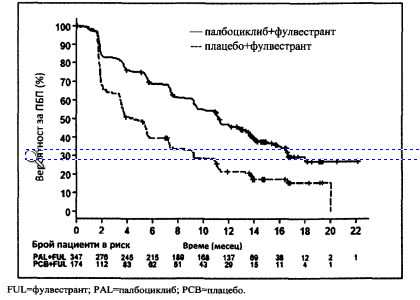 палбоциклиб+фулвестрант
плацебо+фулвестрант
Вероятност за ПБП (%)
100
90
80
70
60
50
40
30
20
10
0
0 2 4 6 8 10 12 14 16 18 20 22
Брой пациенти в риск
Време (месец)
PAL+FUL 347 276 245 215 189 168 137 69 38 12 2 1
PCB+FUL 174 112 83 62 51 43 29 15 11 4 1
FUL=фулвестрант; PAL=палбоциклиб; PCB=плацебо.